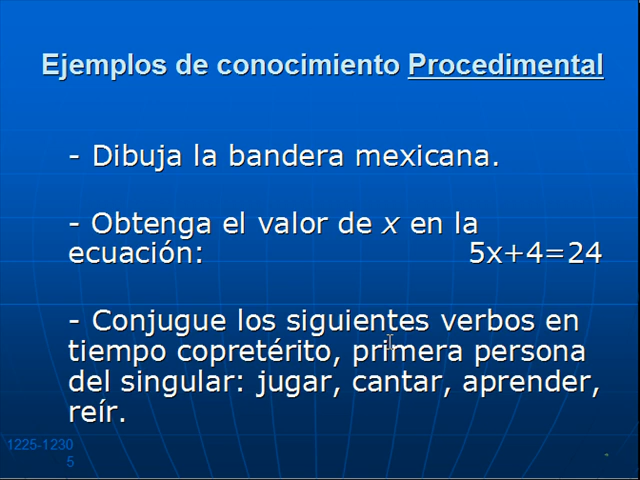 Ejemplos de conocimiento Procedimental
- Dibuja la bandera mexicana.
- Obtenga el valor de x en la
ecuación: 5x+4=24
- Conjugue los siguientes verbos en
tiempo copretérito, primera persona
del singular: jugar, cantar, aprender,
reír.
1225-1230
5